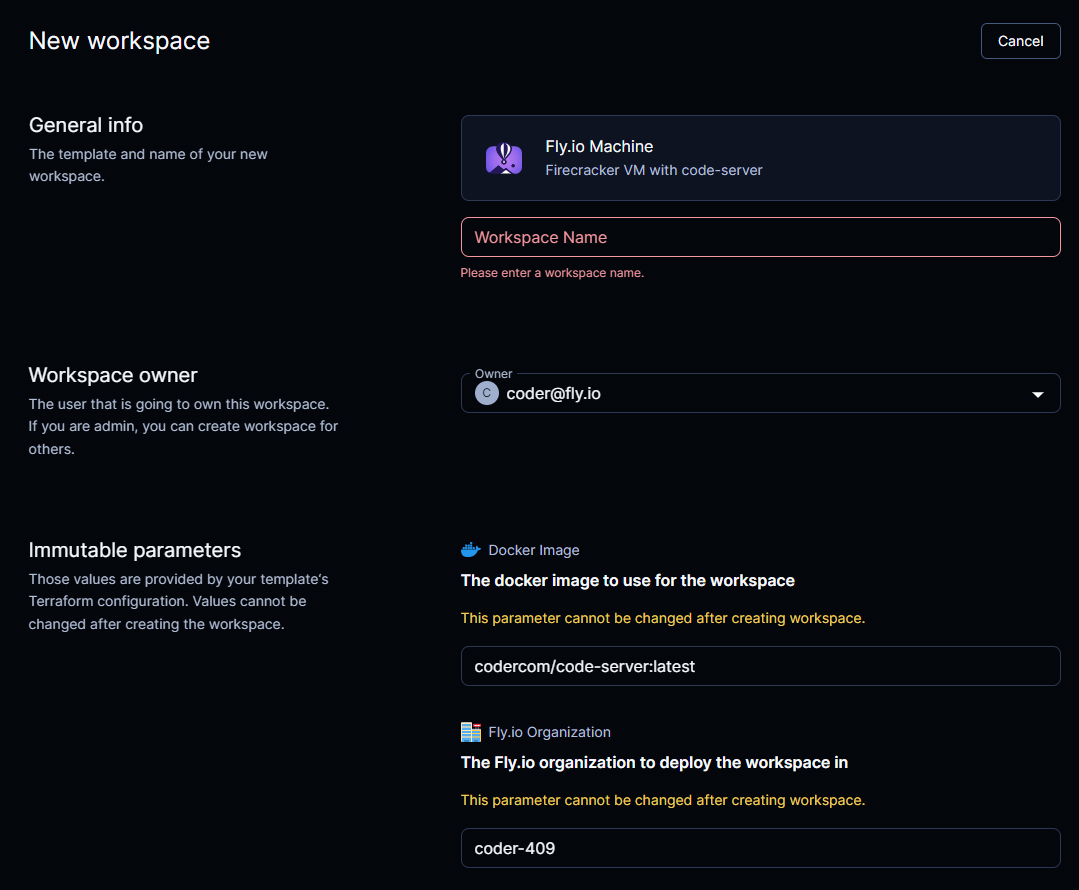 New workspace
Cancel
General info
The template and name of your new
workspace.
Fly.io Machine
Firecracker VM with code-server
Workspace Name
Please enter a workspace name.
Workspace owner
The user that is going to own this workspace.
If you are admin, you can create workspace for
others.
Owner
C coder@fly.io
Immutable parameters
Those values are provided by your template's
Terraform configuration. Values cannot be
changed after creating the workspace.
Docker Image
The docker image to use for the workspace
This parameter cannot be changed after creating workspace.
codercom/code-server:latest
Fly.io Organization
The Fly.io organization to deploy the workspace in
This parameter cannot be changed after creating workspace.
coder-409